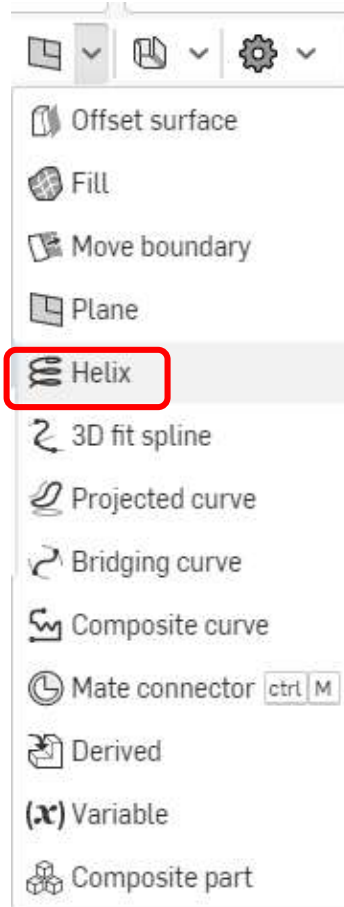 Offset surface
Fill
Move boundary
Plane
Helix
3D fit spline
Projected curve
Bridging curve
Composite curve
Mate connector ctrl M
Derived
(x) Variable
Composite part